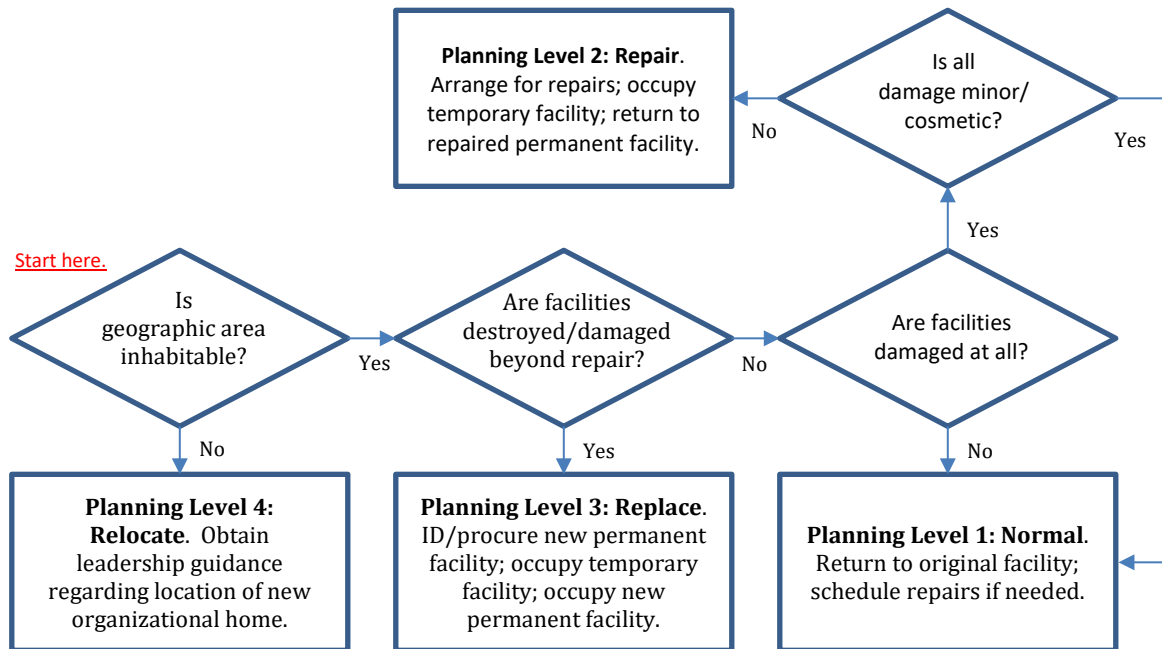 Planning Level 2: Repair.
Arrange for repairs; occupy
temporary facility; return to
repaired permanent facility.
Is all
damage minor/
cosmetic?
No
Yes
Yes
Start here.
Is
geographic area
inhabitable?
Yes
Are facilities
destroyed/damaged
beyond repair?
No
Are facilities
damaged at all?
No
Yes
No
Planning Level 4:
Relocate.  Obtain
leadership guidance
regarding location of new
organizational home.
Planning Level 3: Replace.
ID/procure new permanent
facility; occupy temporary
facility; occupy new
permanent facility.
Planning Level 1: Normal.
Return to original facility;
schedule repairs if needed.